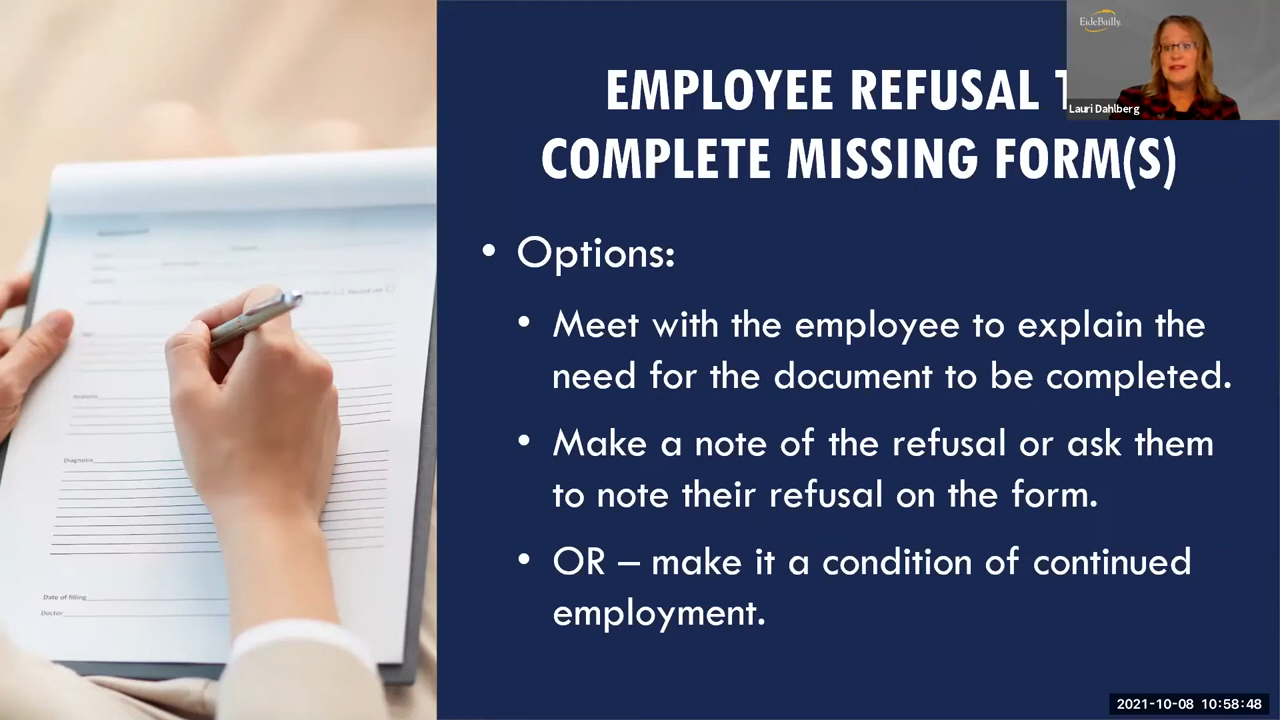 EideBailly.
Lauri Dahlberg
EMPLOYEE REFUSAL
COMPLETE MISSING FORM(S)
• Options:
• Meet with the employee to explain the
need for the document to be completed.
• Make a note of the refusal or ask them
to note their refusal on the form.
• OR – make it a condition of continued
employment.
Diagnosis
Date of filling
Doctor
2021-10-08 10:58:48